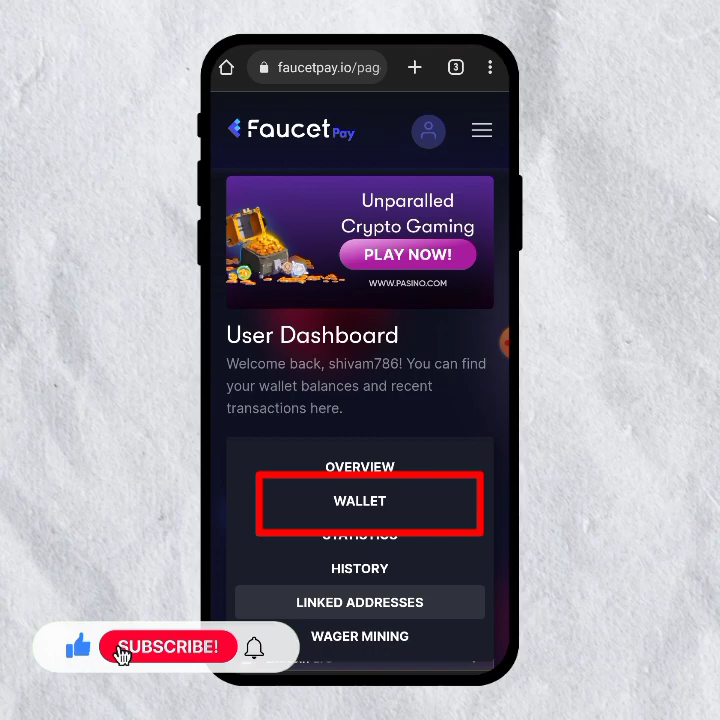 faucetpay.io/pag
3
Faucet Pay
Unparalled
Crypto Gaming
PLAY NOW!
WWW.PASINO.COM
User Dashboard
Welcome back, shivam786! You can find
your wallet balances and recent
transactions here.
OVERVIEW
WALLET
STATISTICS
HISTORY
LINKED ADDRESSES
WAGER MINING
SUBSCRIBE!